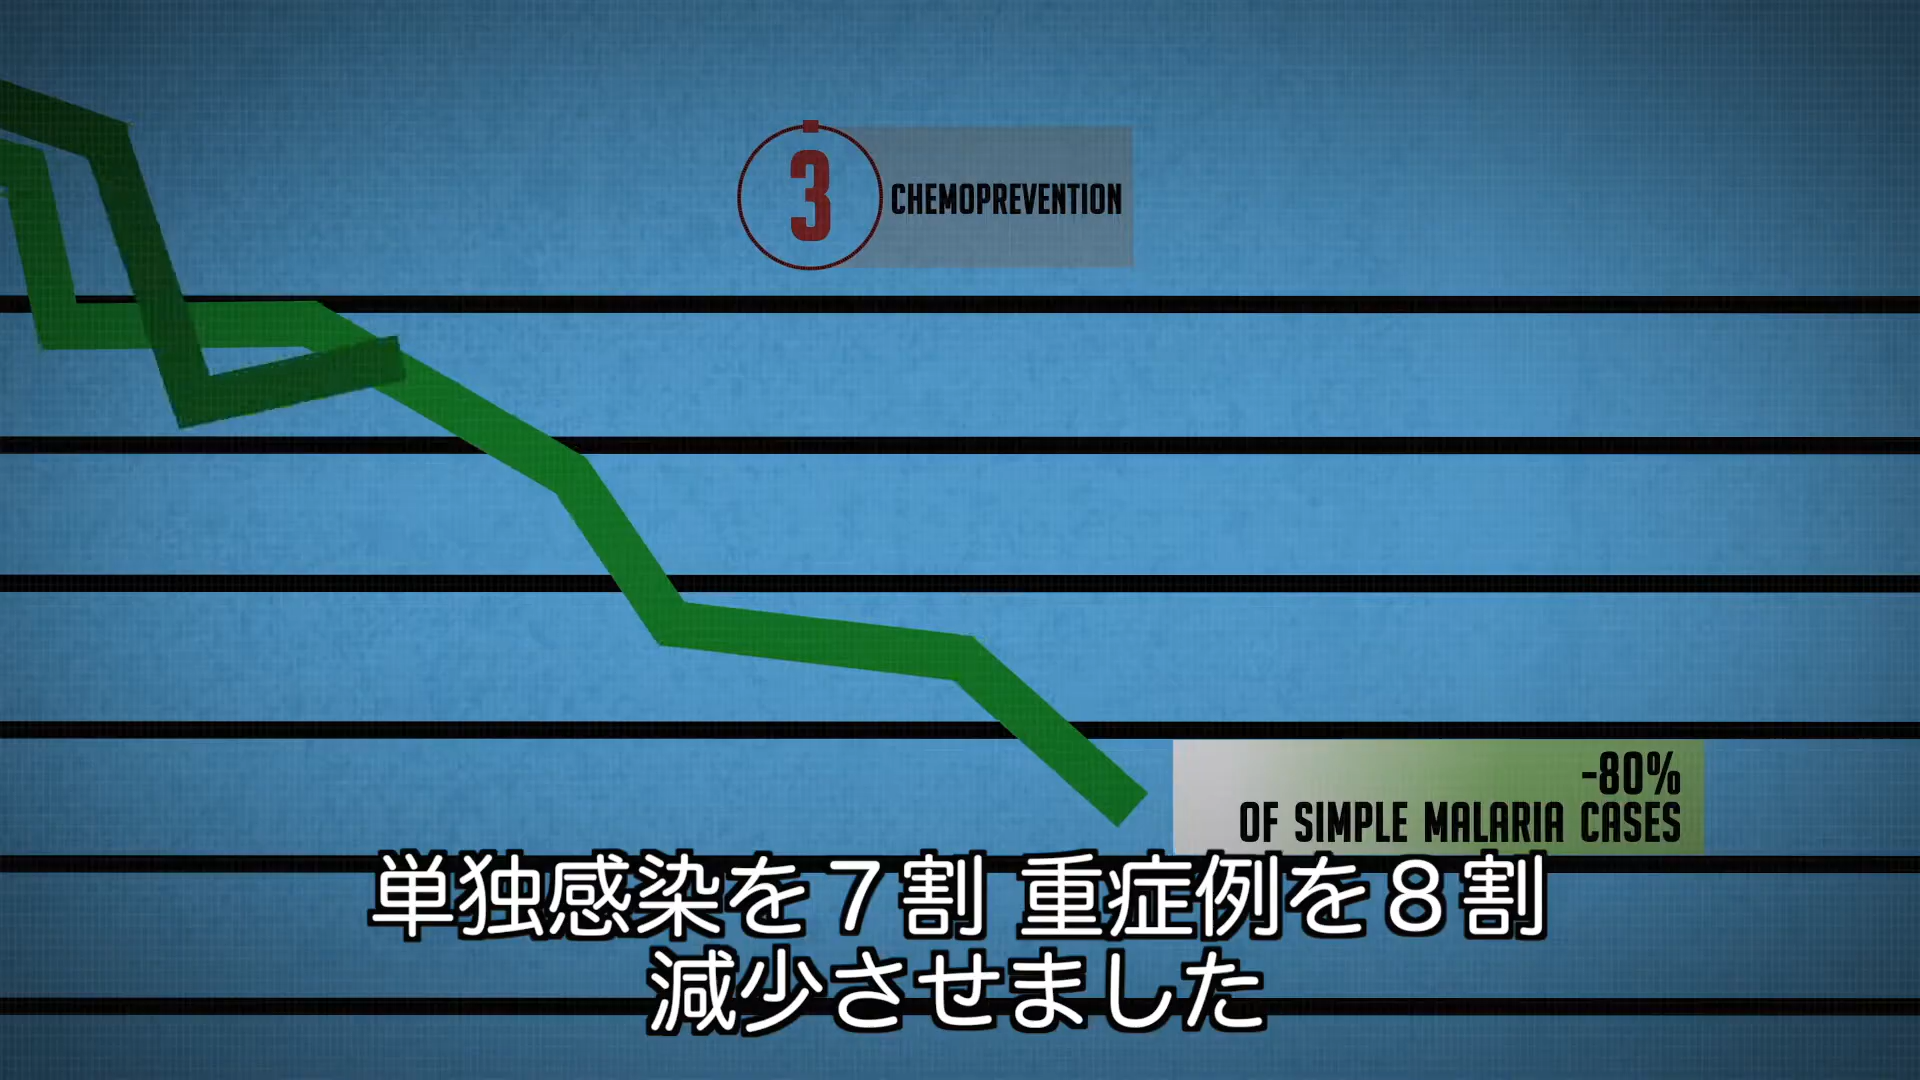 3
CHEMOPREVENTION
-80%
OF SIMPLE MALARIA CASES
単独感染を７割 重症例を８割
減少させました